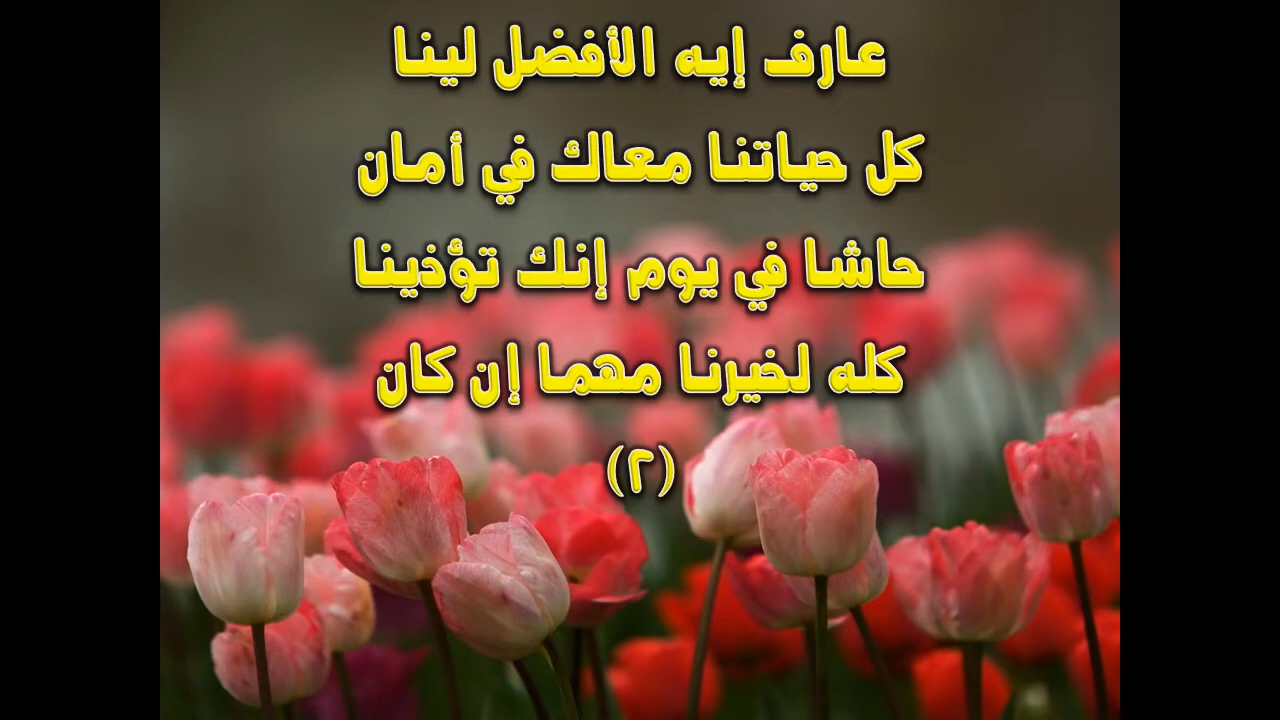 عارف إيه الأفضل لينا
كل حياتنا معاك في أمان
حاشا في يوم إنك تؤذينا
كله لخيرنا مهما إن كان
(٢)